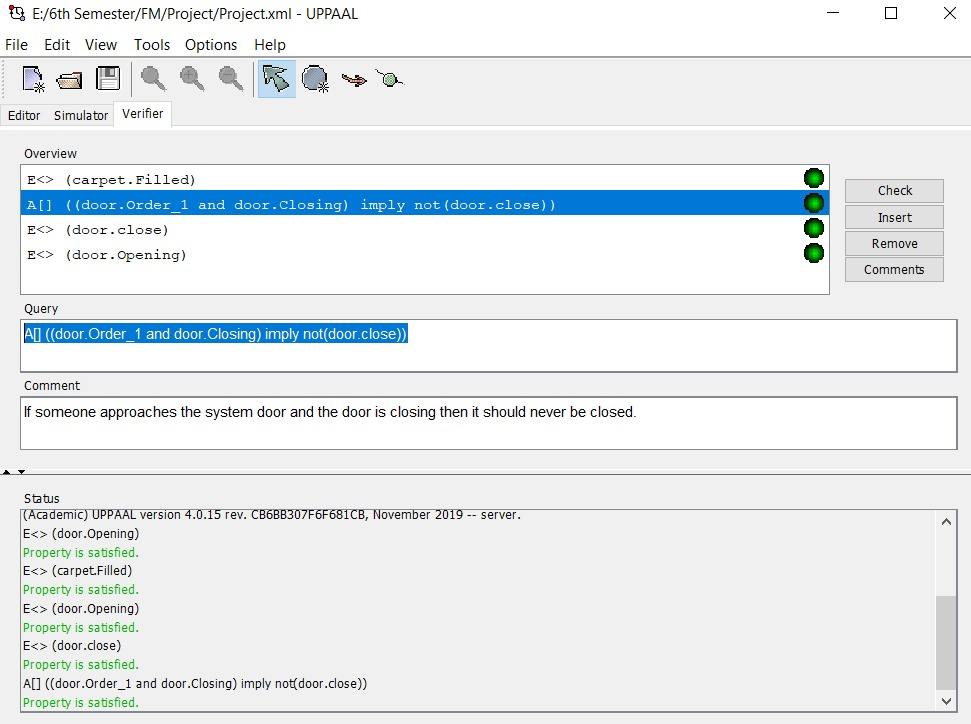 E:/6th Semester/FM/Project/Project.xml - UPPAAL
File Edit View Tools Options Help
Editor Simulator Verifier
Overview
E<> (carpet.Filled)
A[] ((door.Order_1 and door.Closing) imply not(door.close))
E<> (door.close)
E<> (door.Opening)
Check
Insert
Remove
Comments
Query
A[] ((door.Order_1 and door.Closing) imply not(door.close))
Comment
If someone approaches the system door and the door is closing then it should never be closed.
Status
(Academic) UPPAAL version 4.0.15 rev. CB6BB307F6F681CB, November 2019 -- server.
E<> (door.Opening)
Property is satisfied.
E<> (carpet.Filled)
Property is satisfied.
E<> (door.Opening)
Property is satisfied.
E<> (door.close)
Property is satisfied.
A[] ((door.Order_1 and door.Closing) imply not(door.close))
Property is satisfied.